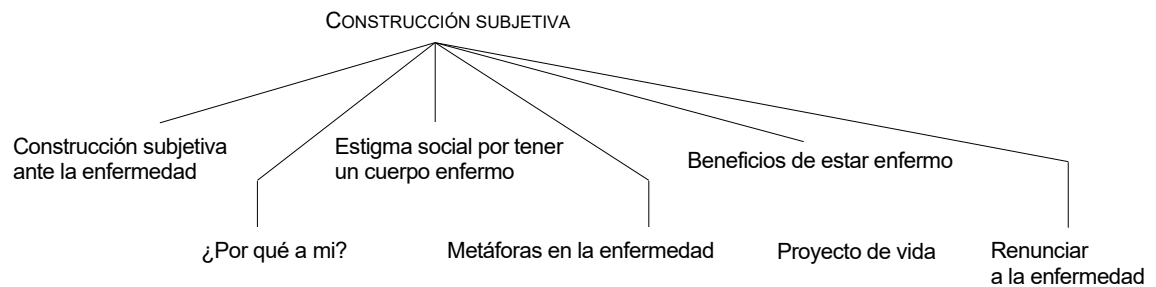 CONSTRUCCIÓN SUBJETIVA
Construcción subjetiva
ante la enfermedad
Estigma social por tener
un cuerpo enfermo
Beneficios de estar enfermo
¿Por qué a mi?
Metáforas en la enfermedad
Proyecto de vida
Renunciar
a la enfermedad